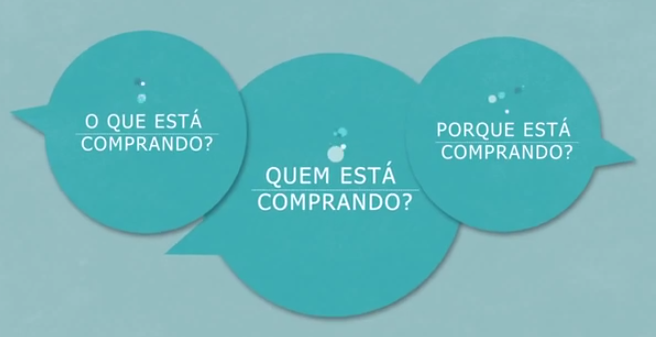 O QUE ESTÁ
COMPRANDO?
QUEM ESTÁ
COMPRANDO?
PORQUE ESTÁ
COMPRANDO?